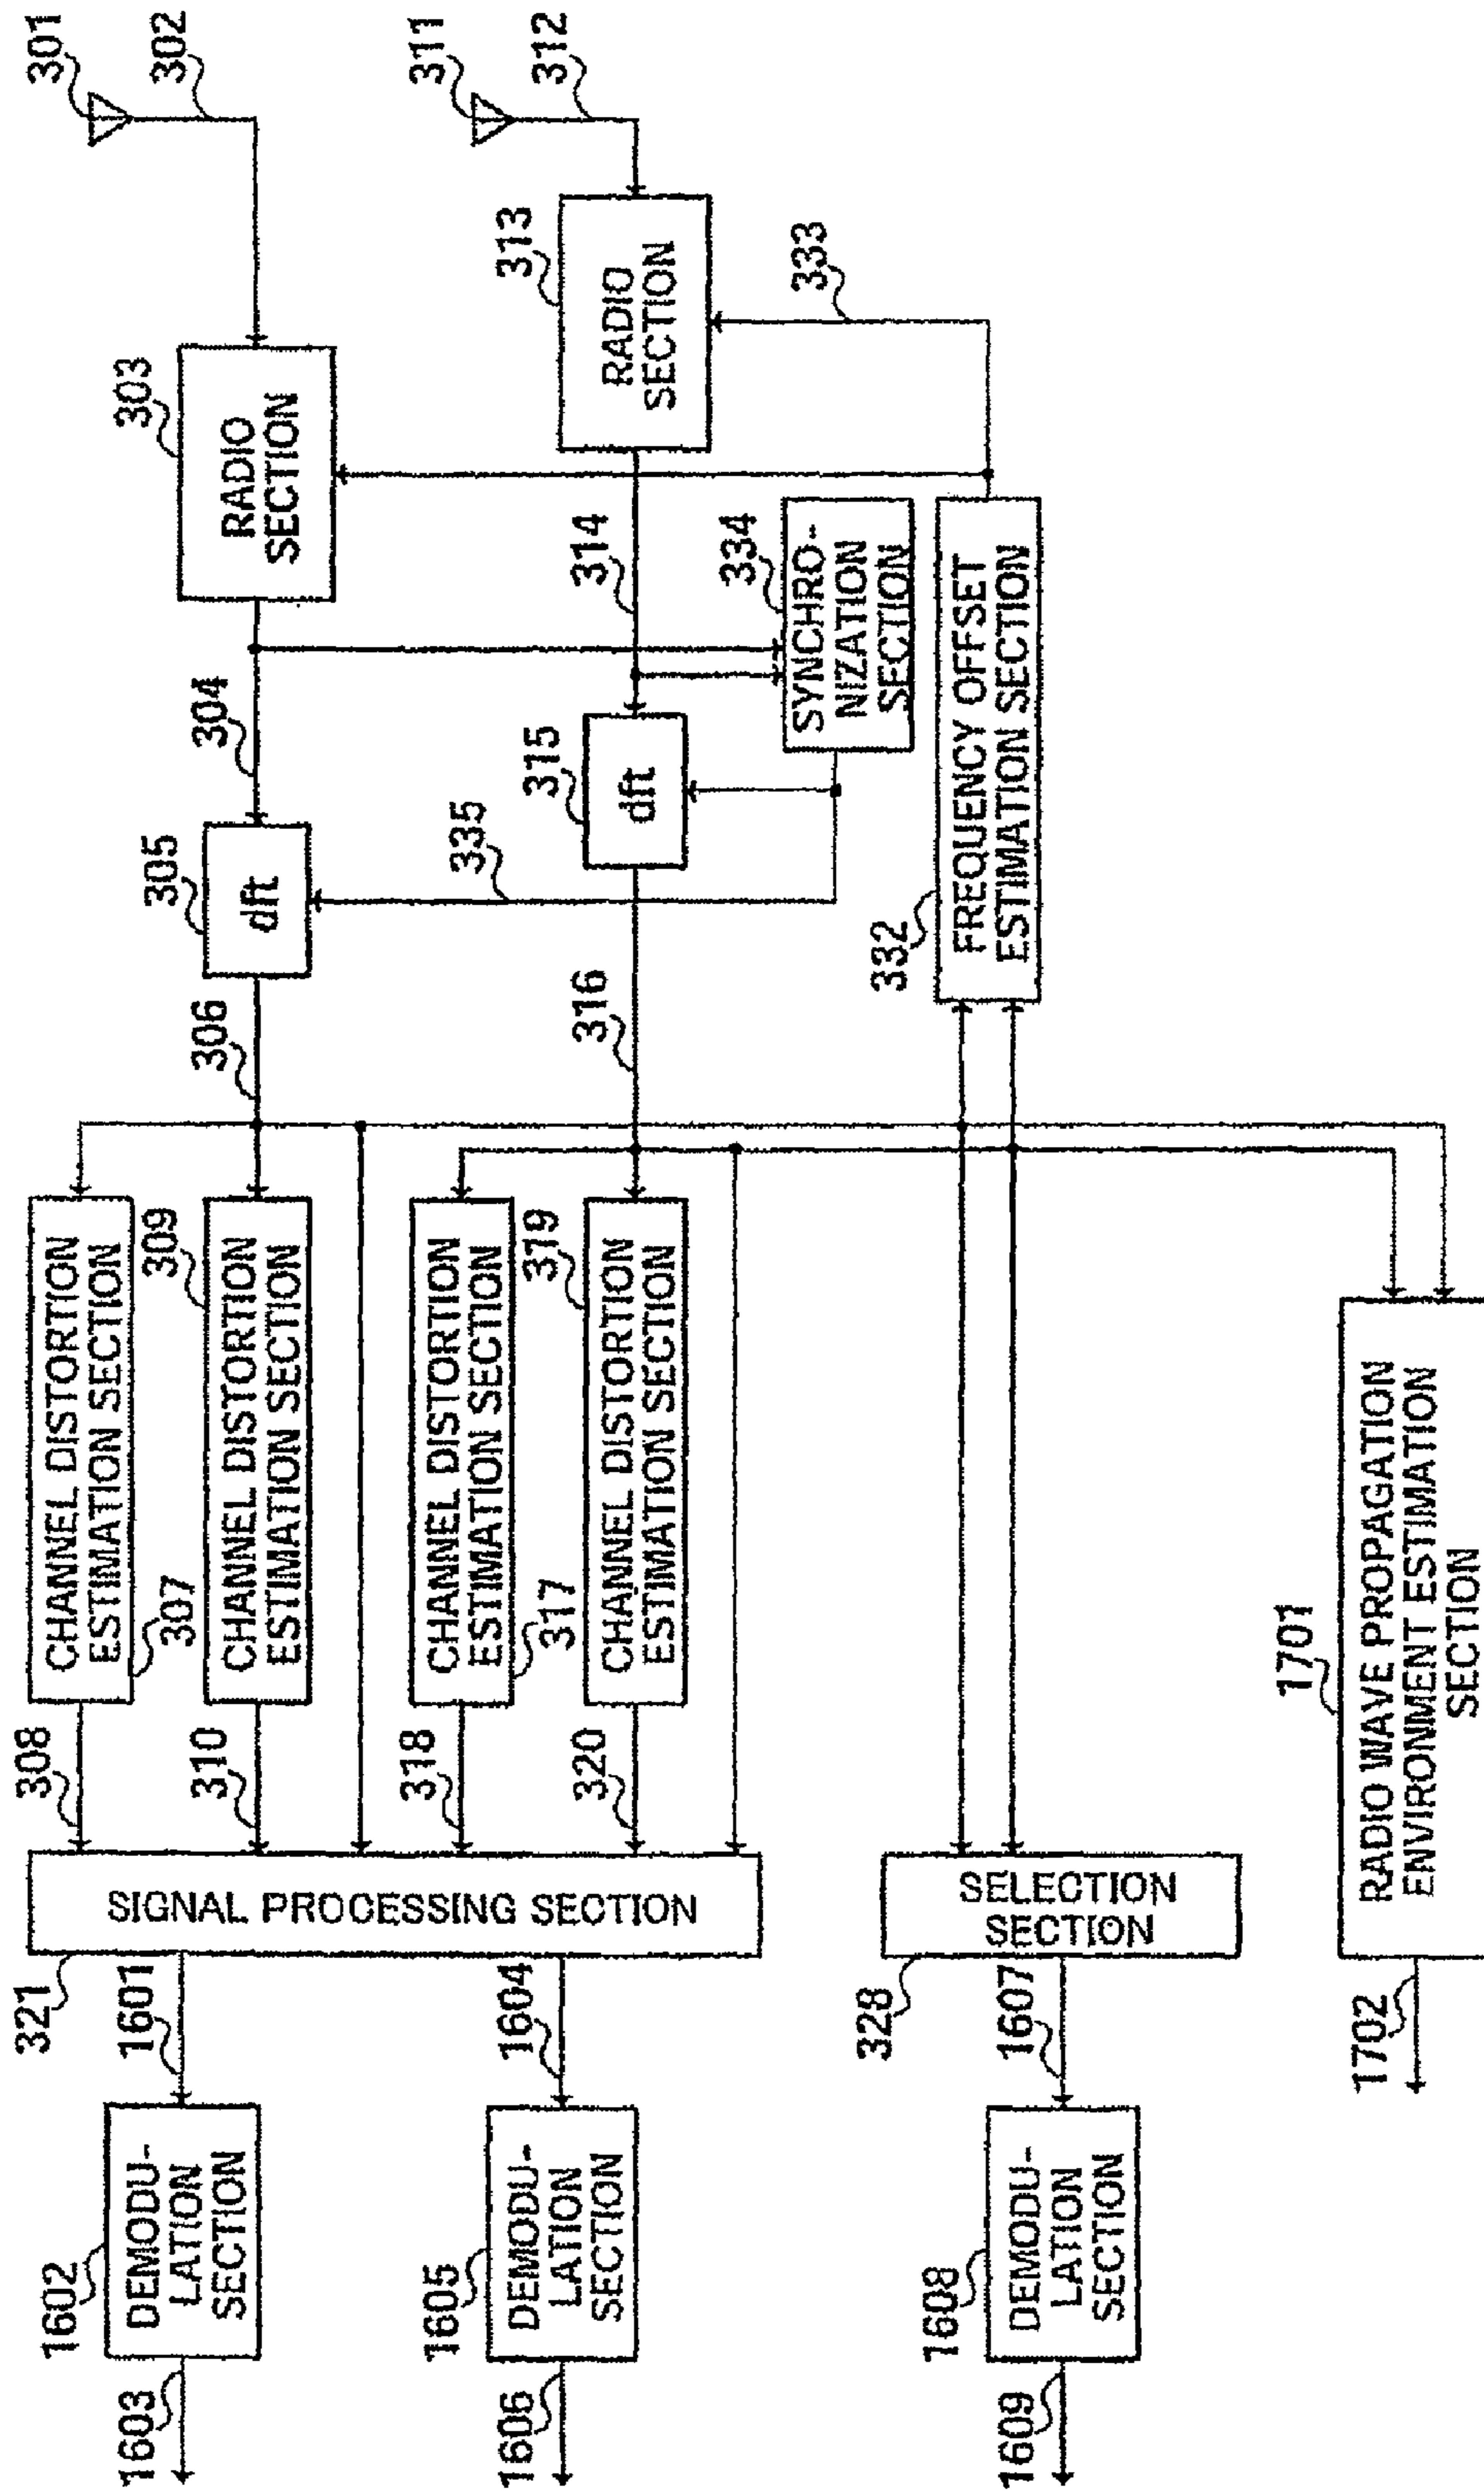 301
302
303
RADIO
SECTION
304
305
dft
306
CHANNEL DISTORTION
ESTIMATION SECTION
307
308
309
CHANNEL DISTORTION
ESTIMATION SECTION
310
311
312
313
RADIO
SECTION
333
314
334
SYNCHRO-
NIZATION
SECTION
315
dft
335
316
332
FREQUENCY OFFSET
ESTIMATION SECTION
CHANNEL DISTORTION
ESTIMATION SECTION
317
318
319
CHANNEL DISTORTION
ESTIMATION SECTION
320
SIGNAL PROCESSING SECTION
321
1601
1602
DEMODU-
LATION
SECTION
1603
1604
1605
DEMODU-
LATION
SECTION
1606
SELECTION
SECTION
328
1607
1608
DEMODU-
LATION
SECTION
1609
1701
RADIO WAVE PROPAGATION
ENVIRONMENT ESTIMATION
SECTION
1702